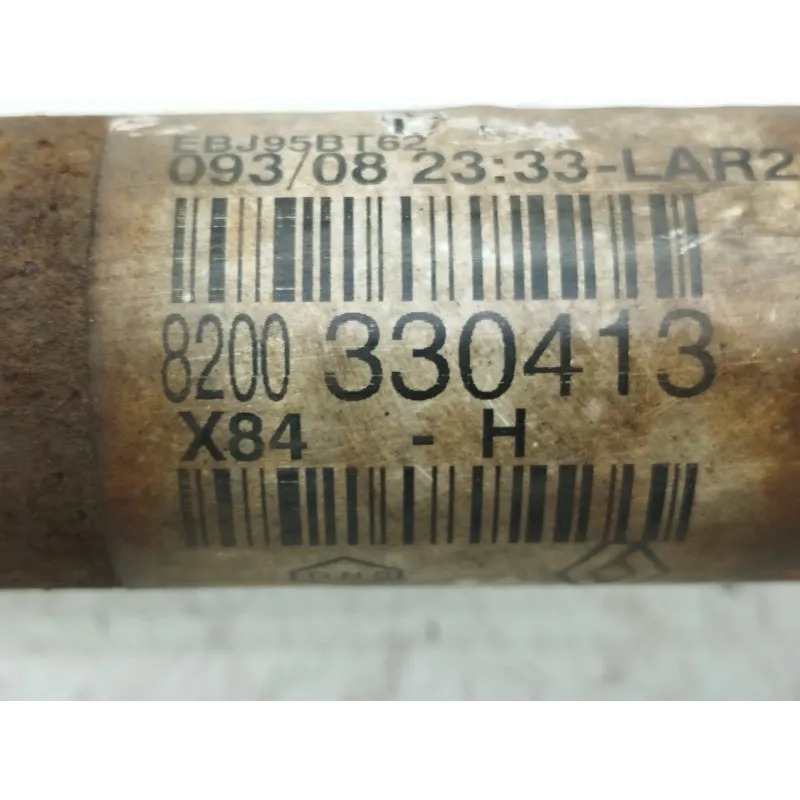 EBJ95BT62
093/08 23:33-LAR2
8200 330413
X84 - H